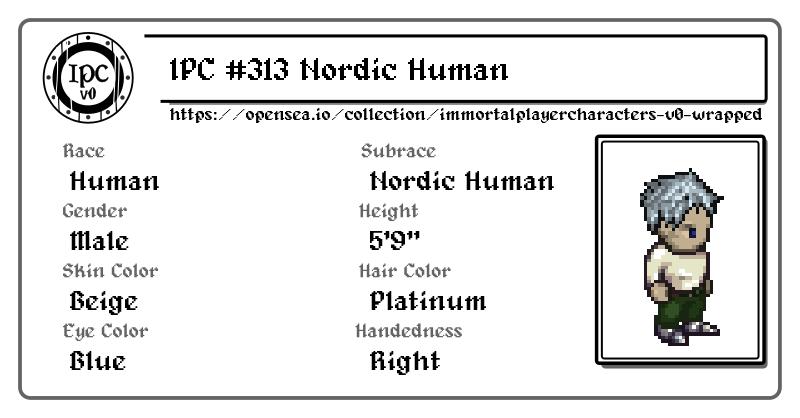 IPC v0
IPC #313 Nordic Human
https://opensea.io/collection/immortalplayercharacters-v0-wrapped
Race
Human
Subrace
Nordic Human
Gender
Male
Height
5'9"
Skin Color
Beige
Hair Color
Platinum
Eye Color
Blue
Handedness
Right